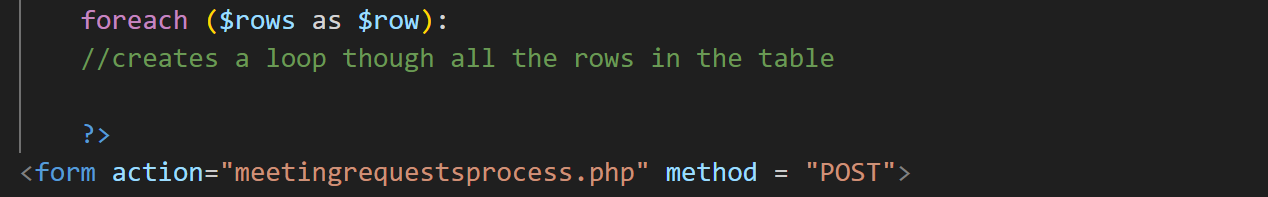 foreach ($rows as $row):
//creates a loop though all the rows in the table
?>
<form action="meetingrequestsprocess.php" method = "POST">